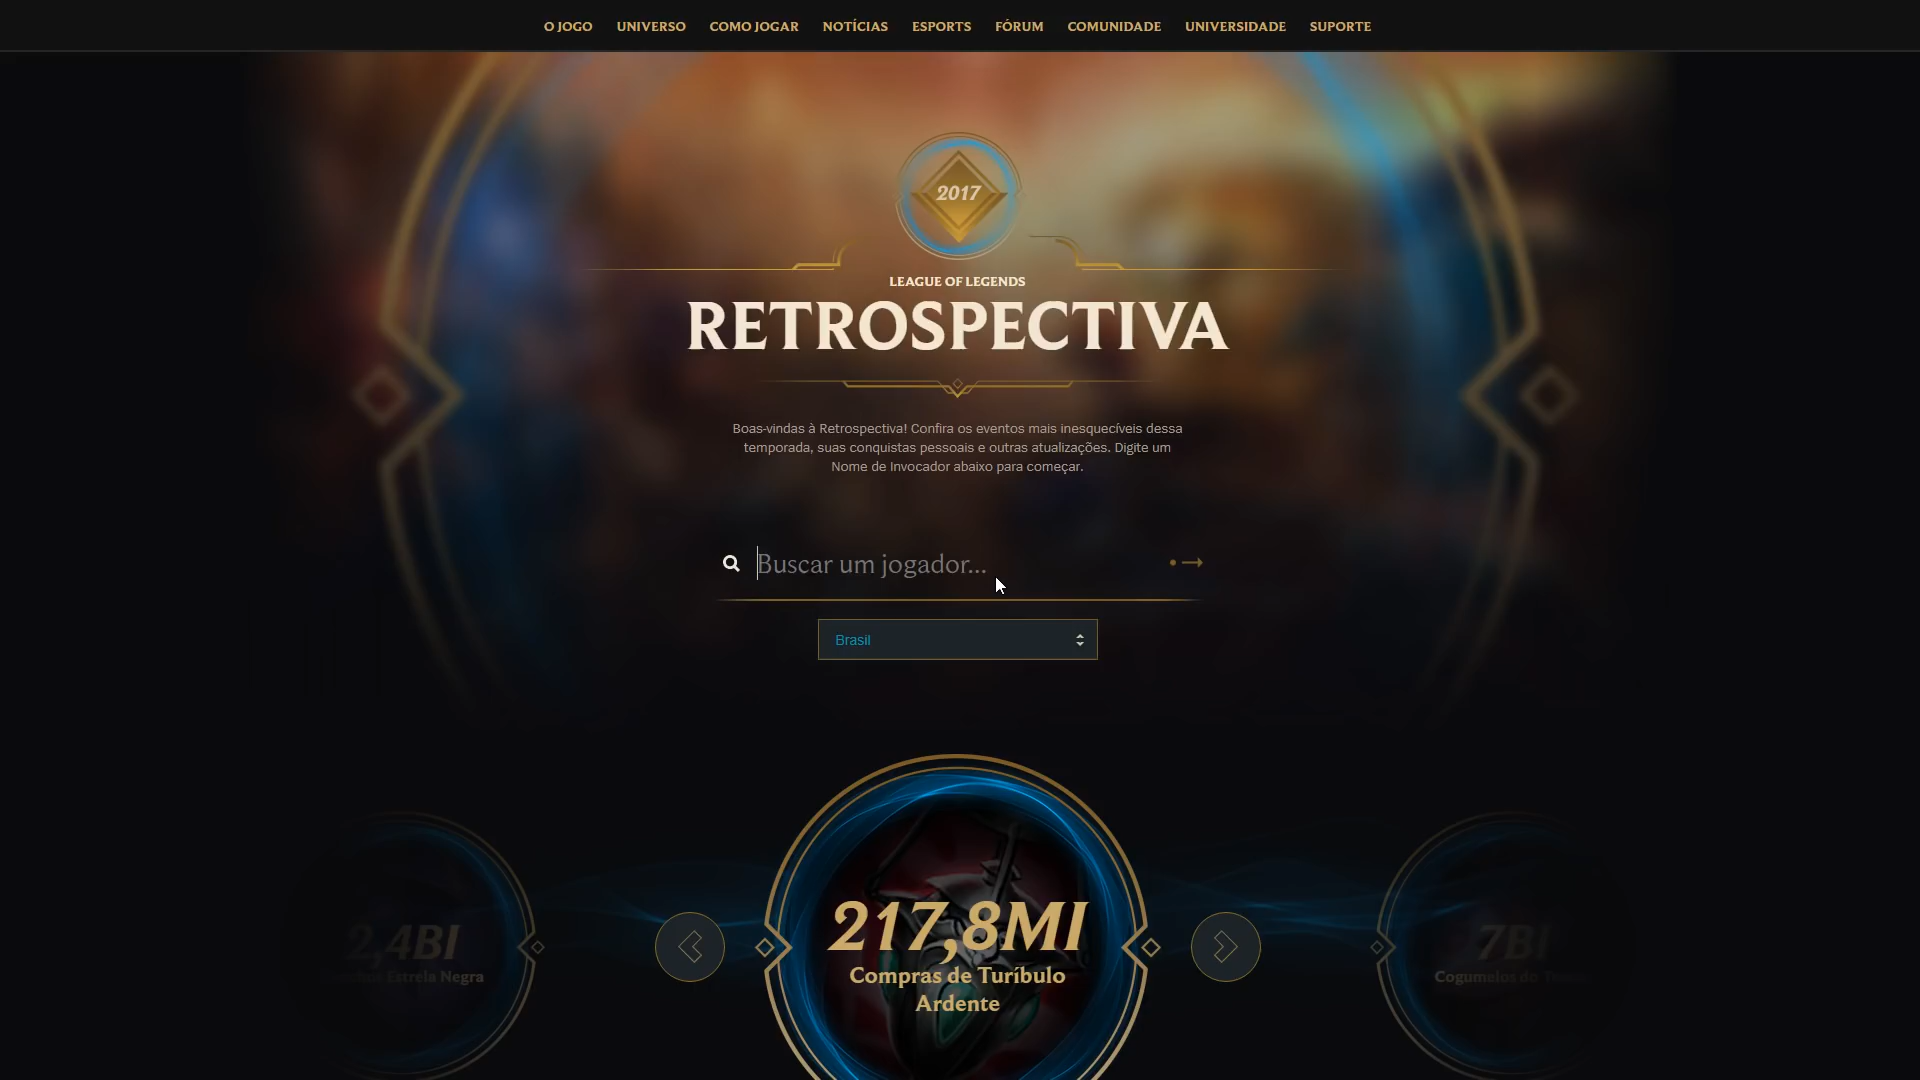 O JOGO UNIVERSO COMO JOGAR NOTÍCIAS ESPORTS FÓRUM COMUNIDADE UNIVERSIDADE SUPORTE
2017
LEAGUE OF LEGENDS
RETROSPECTIVA
Boas-vindas à Retrospectiva! Confira os eventos mais inesquecíveis dessa
temporada, suas conquistas pessoais e outras atualizações. Digite um
Nome de Invocador abaixo para começar.
Buscar um jogador...
Brasil
2,4BI
Estrela Negra
217,8MI
Compras de Turíbulo
Ardente
7BI
Cogumelos do